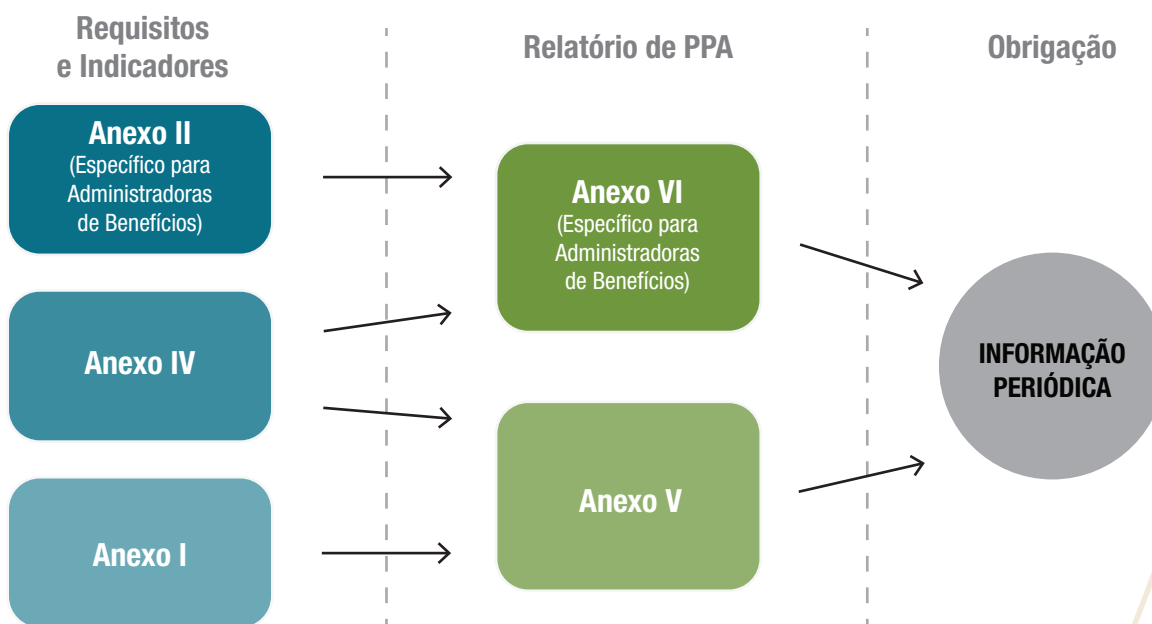 Requisitos
e Indicadores
Relatório de PPA
Obrigação
Anexo II
(Específico para
Administradoras
de Benefícios)
Anexo IV
Anexo I
Anexo VI
(Específico para
Administradoras
de Benefícios)
Anexo V
INFORMAÇÃO
PERIÓDICA